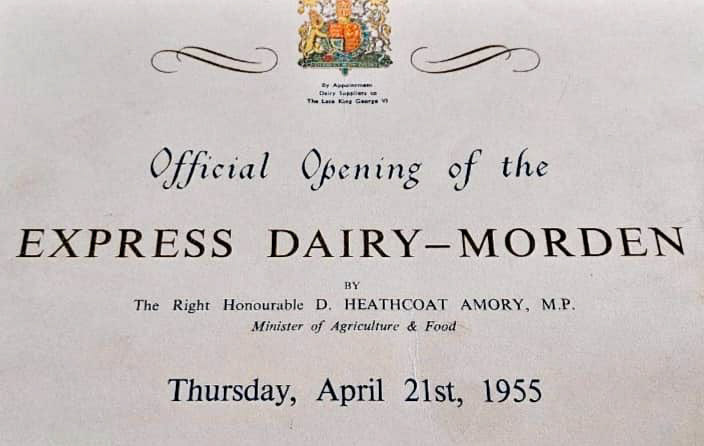 By Appointment
Dairy Suppliers to
The Late King George VI
Official Opening of the
EXPRESS DAIRY–MORDEN
BY
The Right Honourable D. HEATHCOAT AMORY, M.P.
Minister of Agriculture & Food
Thursday, April 21st, 1955